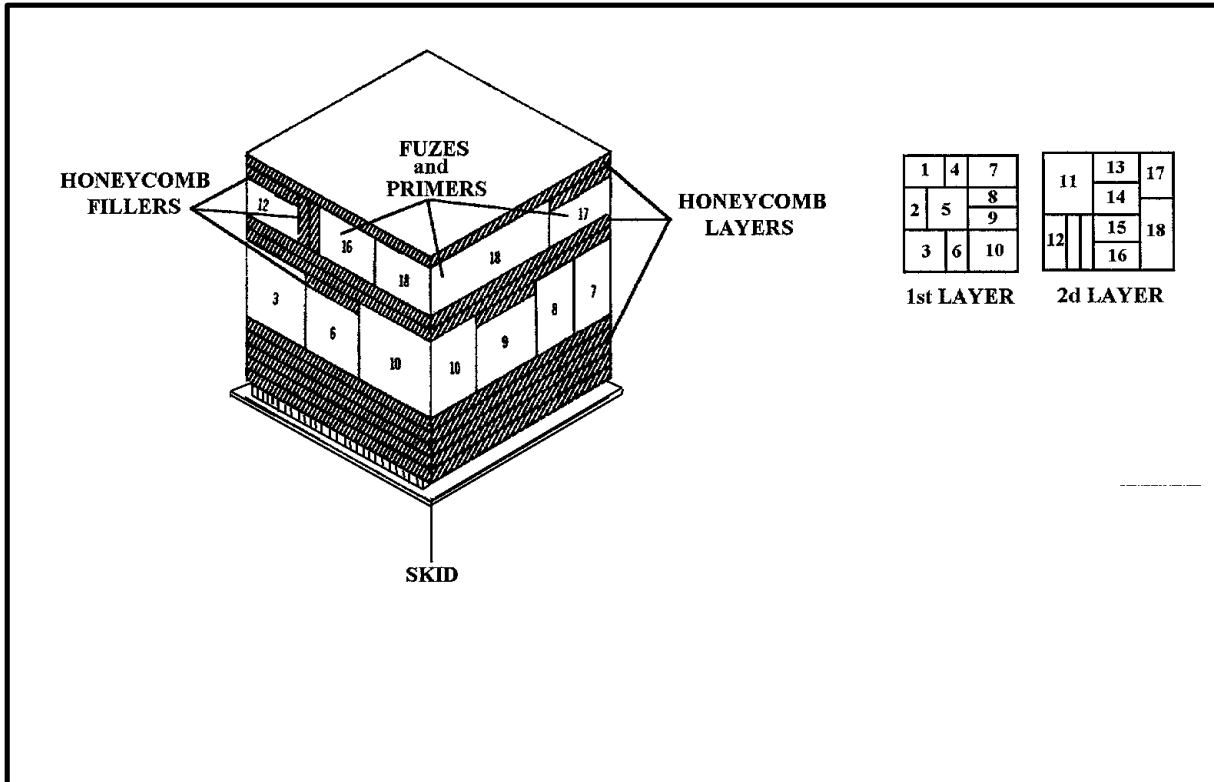 FUZES
and
PRIMERS
HONEYCOMB
FILLERS
HONEYCOMB
LAYERS
12
16
18
18
17
3
6
10
10
9
8
7
SKID
1 4 7
2 5 8
9
3 6 10
1st LAYER
11 13 17
14
12 15 18
16
2d LAYER